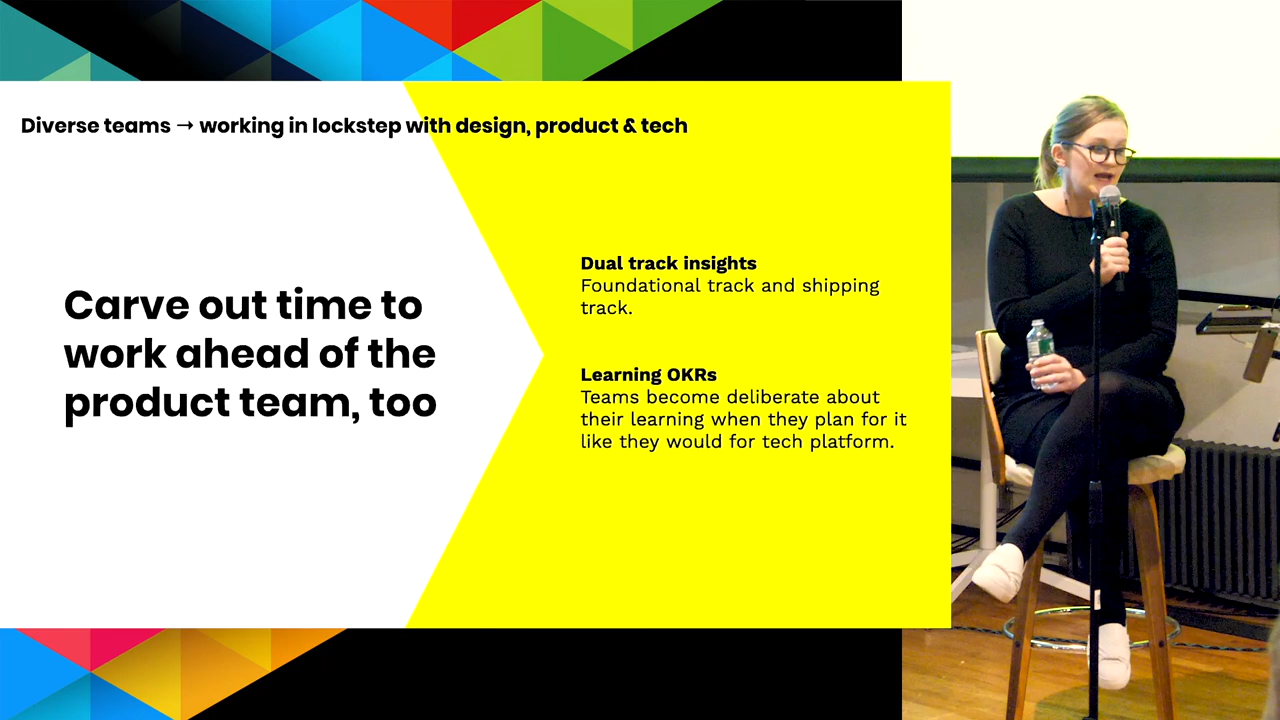 Diverse teams → working in lockstep with design, product & tech
Carve out time to
work ahead of the
product team, too
Dual track insights
Foundational track and shipping
track.
Learning OKRs
Teams become deliberate about
their learning when they plan for it
like they would for tech platform.